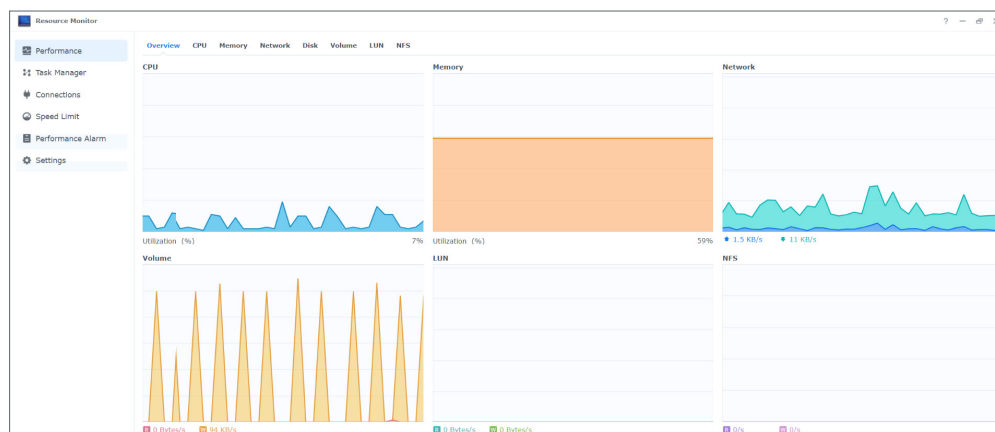 Resource Monitor
?
Performance
Task Manager
Connections
Speed Limit
Performance Alarm
Settings
Overview CPU Memory Network Disk Volume LUN NFS
CPU Memory Network
Utilization (%) 7% Utilization (%) 59% 1.5 KB/s 11 KB/s
Volume LUN NFS
R 0 Bytes/s W 94 KB/s R 0 Bytes/s W 0 Bytes/s R 0/s W 0/s